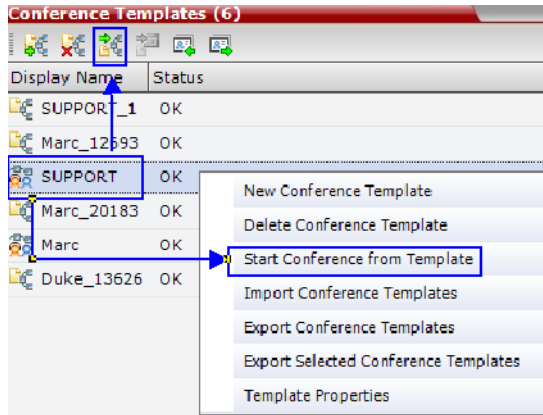 Conference Templates (6)
Display Name Status
SUPPORT_1 OK
Marc_12593 OK
SUPPORT OK
Marc_20183 OK
Marc OK
Duke_13626 OK
New Conference Template
Delete Conference Template
Start Conference from Template
Import Conference Templates
Export Conference Templates
Export Selected Conference Templates
Template Properties